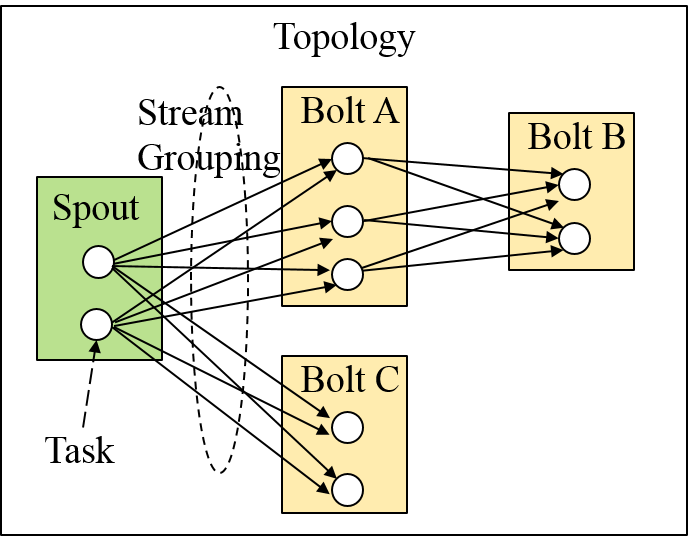 Topology
Stream
Grouping
Bolt A
Bolt B
Spout
Bolt C
Task